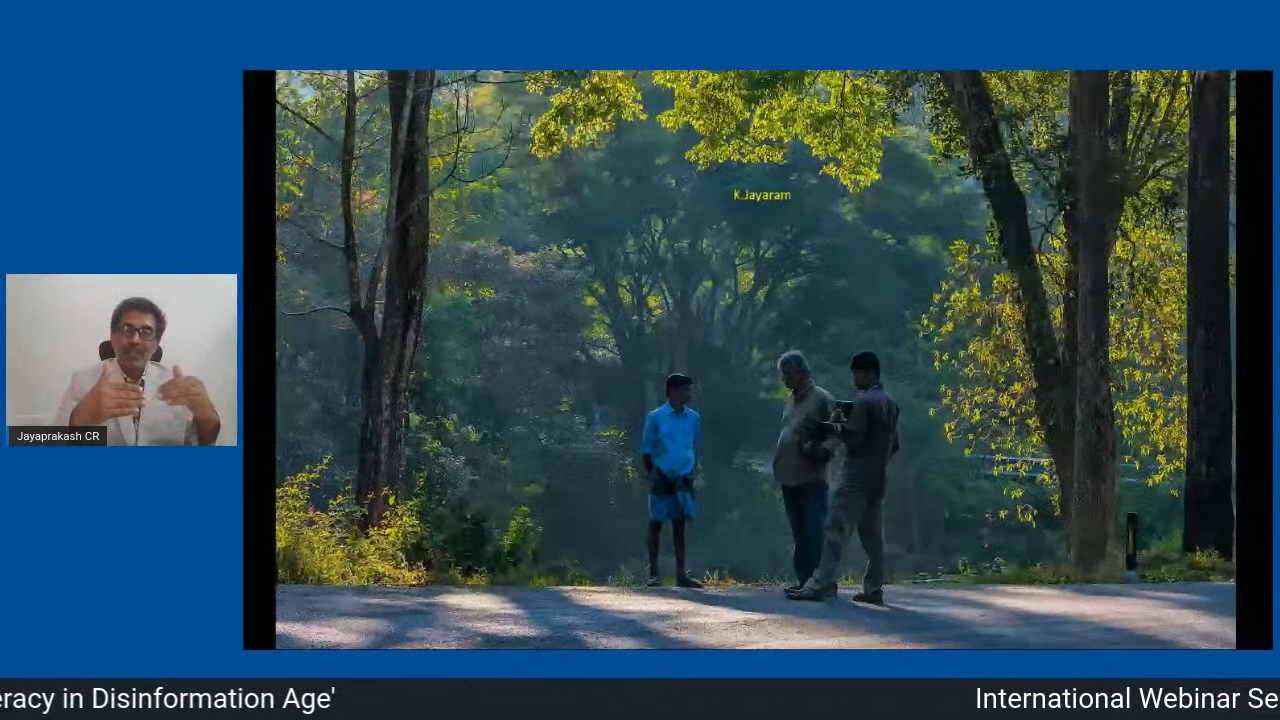 K.Jayaram
Jayaprakash CR
eracy in Disinformation Age' International Webinar Se